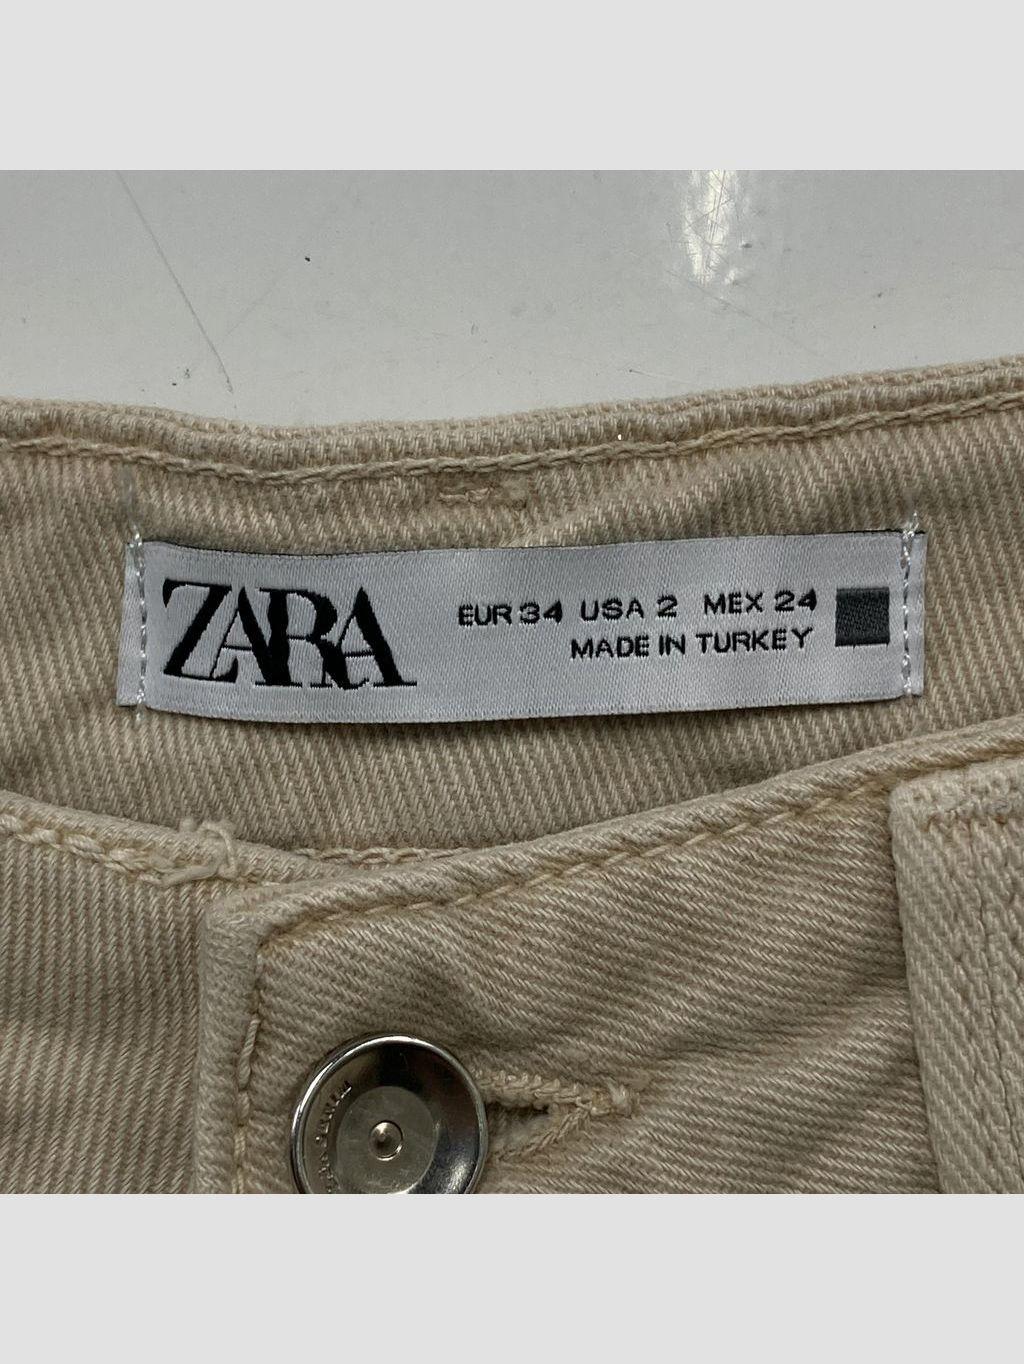 ZARA
EUR 34 USA 2 MEX 24
MADE IN TURKEY